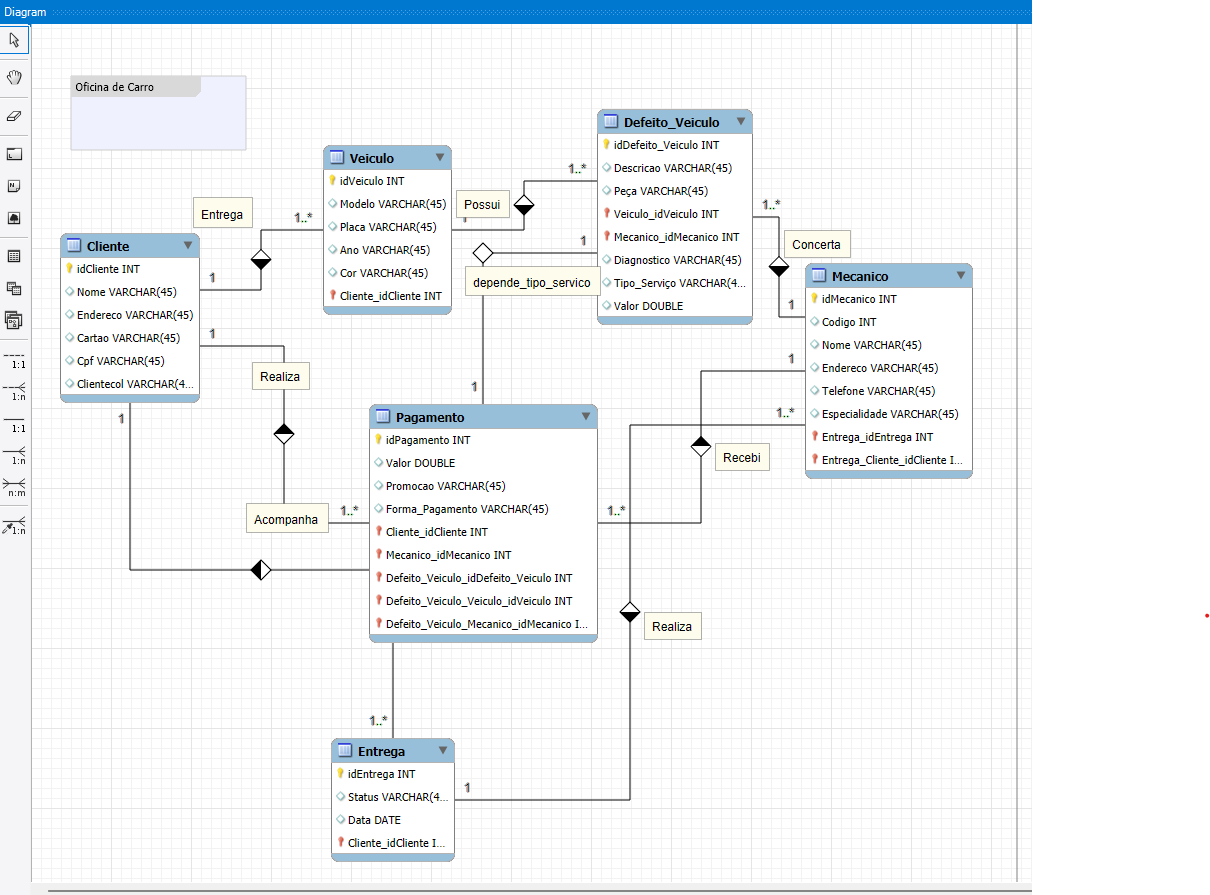 Diagram
Oficina de Carro
Defeito_Veiculo
idDefeito_Veiculo INT
Descricao VARCHAR(45)
Peça VARCHAR(45)
Veiculo_idVeiculo INT
Mecanico_idMecanico INT
Diagnostico VARCHAR(45)
Tipo_Serviço VARCHAR(4...
Valor DOUBLE
Veiculo
idVeiculo INT
Modelo VARCHAR(45)
Placa VARCHAR(45)
Ano VARCHAR(45)
Cor VARCHAR(45)
Cliente_idCliente INT
1..*
Possui
1
depende_tipo_servico
1
Entrega
1..*
1
Cliente
idCliente INT
Nome VARCHAR(45)
Endereco VARCHAR(45)
Cartao VARCHAR(45)
Cpf VARCHAR(45)
Clientecol VARCHAR(4...
1
Realiza
1
Acompanha
1..*
1..*
Concerta
1
Mecanico
idMecanico INT
Codigo INT
Nome VARCHAR(45)
Endereco VARCHAR(45)
Telefone VARCHAR(45)
Especialidade VARCHAR(45)
Entrega_idEntrega INT
Entrega_Cliente_idCliente I...
1
1..*
Recebi
Pagamento
idPagamento INT
Valor DOUBLE
Promocao VARCHAR(45)
Forma_Pagamento VARCHAR(45)
Cliente_idCliente INT
Mecanico_idMecanico INT
Defeito_Veiculo_idDefeito_Veiculo INT
Defeito_Veiculo_Veiculo_idVeiculo INT
Defeito_Veiculo_Mecanico_idMecanico I...
1..*
Realiza
1..*
Entrega
idEntrega INT
Status VARCHAR(4...
Data DATE
Cliente_idCliente I...
1
1:1
1:n
1:1
1:n
n:m
1:n